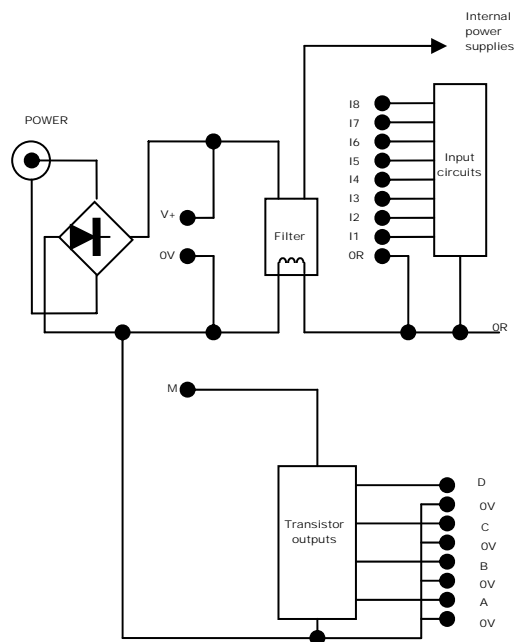 Internal
power
supplies
POWER
I8
I7
I6
I5
I4
I3
I2
I1
0R
Input
circuits
V+
0V
Filter
0R
M
Transistor
outputs
D
0V
C
0V
B
0V
A
0V